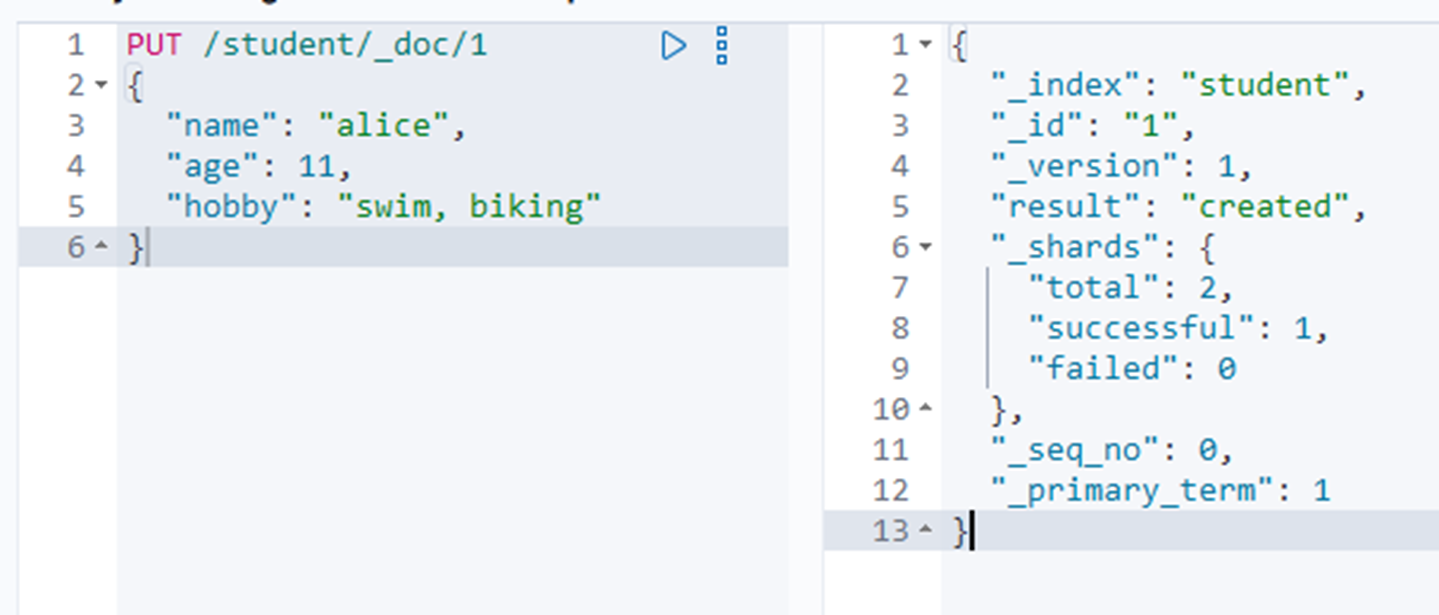 1 PUT /student/_doc/1
2 {
3 "name": "alice",
4 "age": 11,
5 "hobby": "swim, biking"
6 }
1 {
2 "_index": "student",
3 "_id": "1",
4 "_version": 1,
5 "result": "created",
6 "_shards": {
7 "total": 2,
8 "successful": 1,
9 "failed": 0
10 },
11 "_seq_no": 0,
12 "_primary_term": 1
13 }